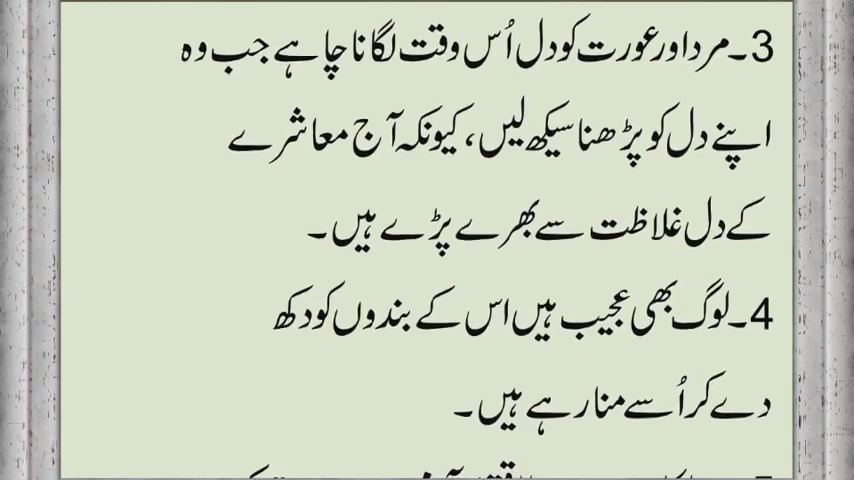 3۔مرد اور عورت کو دل اُس وقت لگانا چاہے جب وہ
اپنے دل کو پڑھنا سیکھ لیں، کیونکہ آج معاشرے
کے دل غلاظت سے بھرے پڑے ہیں۔
4۔لوگ بھی عجیب ہیں اس کے بندوں کو دکھ
دے کر اُسے منا رہے ہیں۔